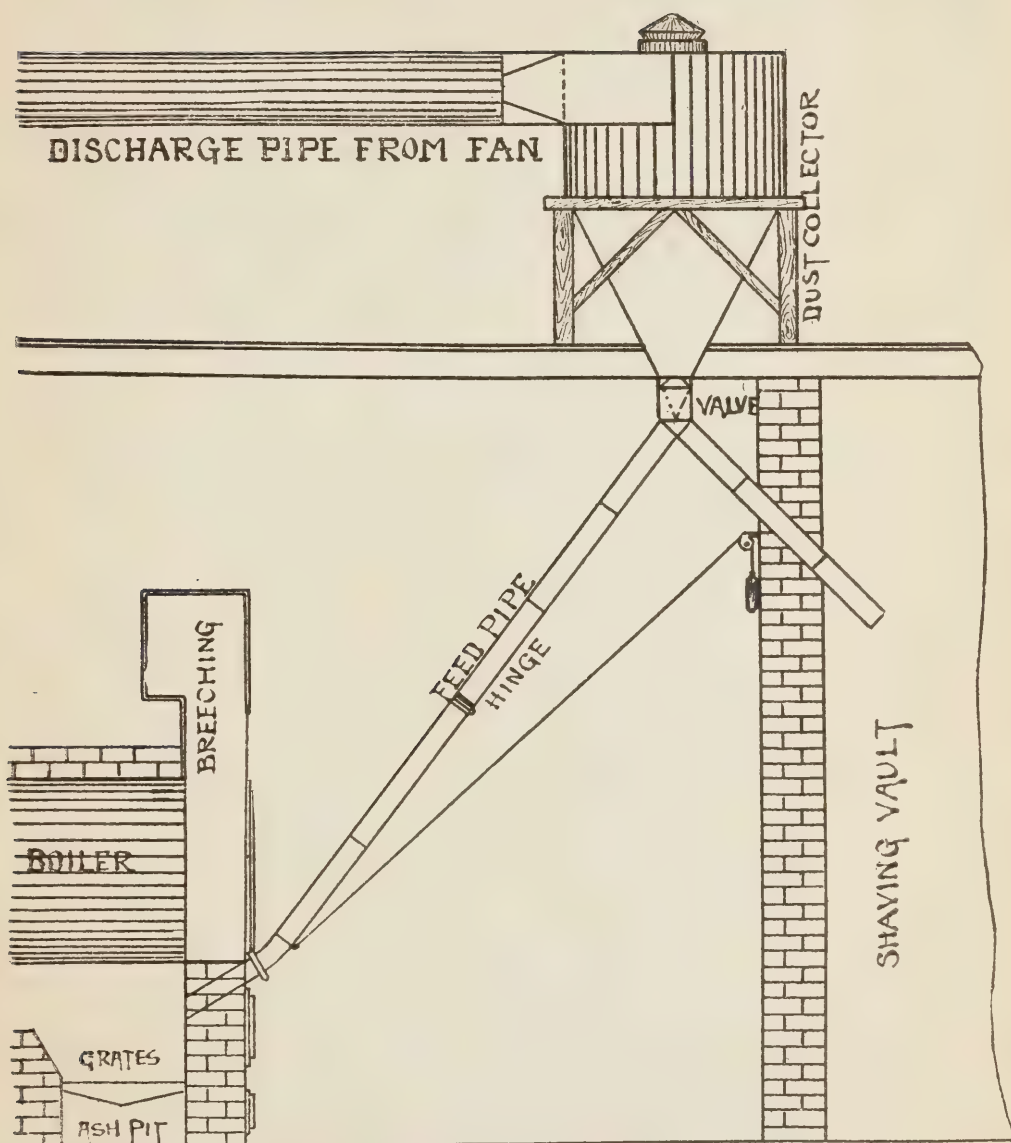 DISCHARGE PIPE FROM FAN
DUST COLLECTOR
VALVE
FEED PIPE
HINGE
BREECHING
BOILER
SHAVING VAULT
GRATES
ASH PIT